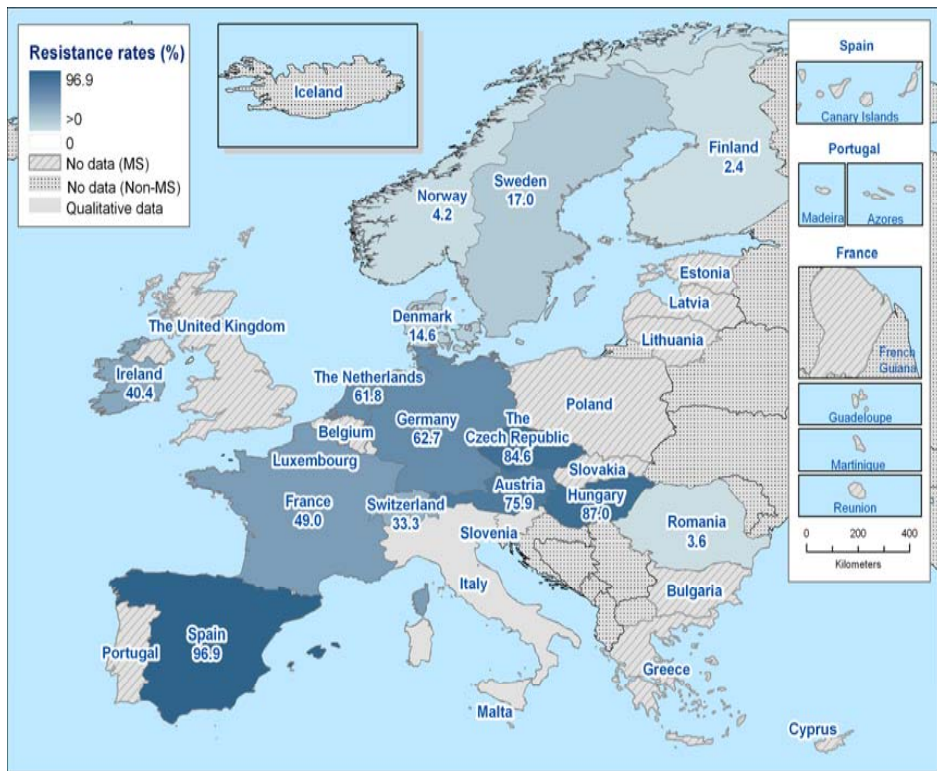 Resistance rates (%)
96.9
>0
0
No data (MS)
No data (Non-MS)
Qualitative data
Iceland
Spain
Canary Islands
Portugal
Madeira
Azores
France
French
Guiana
Guadeloupe
Martinique
Reunion
0
200
400
Kilometers
Finland
2.4
Norway
4.2
Sweden
17.0
Estonia
Latvia
Lithuania
Denmark
14.6
The United Kingdom
Ireland
40.4
The Netherlands
61.8
Germany
62.7
Poland
The
Czech Republic
84.6
Belgium
Luxembourg
Slovakia
Austria
75.9
Hungary
87.0
France
49.0
Switzerland
33.3
Romania
3.6
Slovenia
Italy
Bulgaria
Spain
96.9
Portugal
Greece
Malta
Cyprus